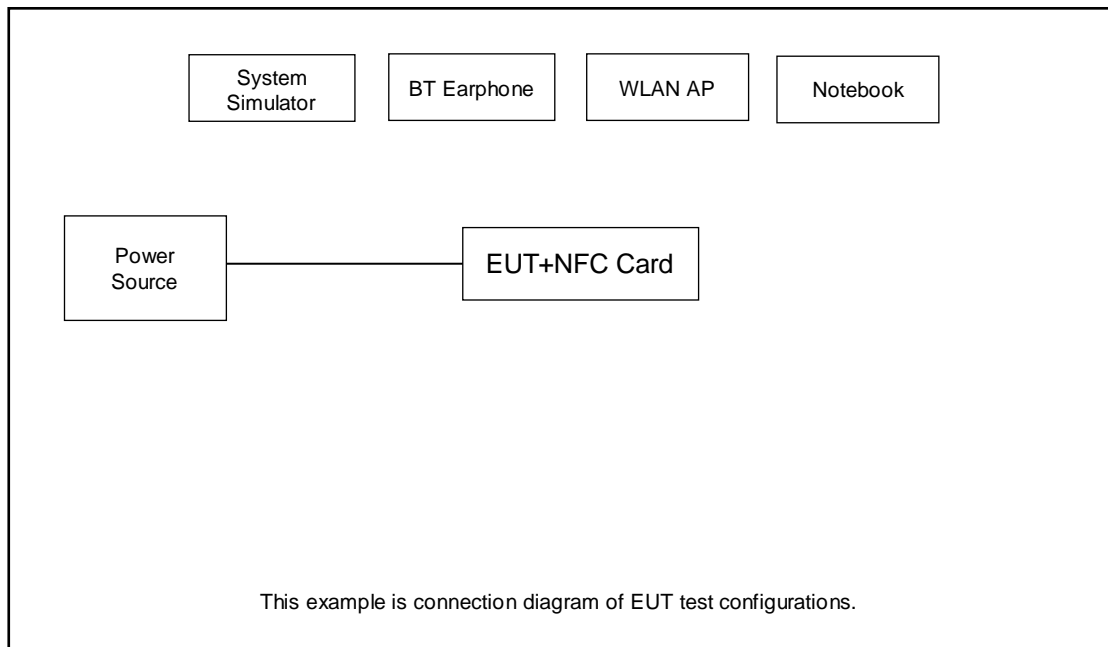 System
Simulator
BT Earphone
WLAN AP
Notebook
Power
Source
EUT+NFC Card
This example is connection diagram of EUT test configurations.